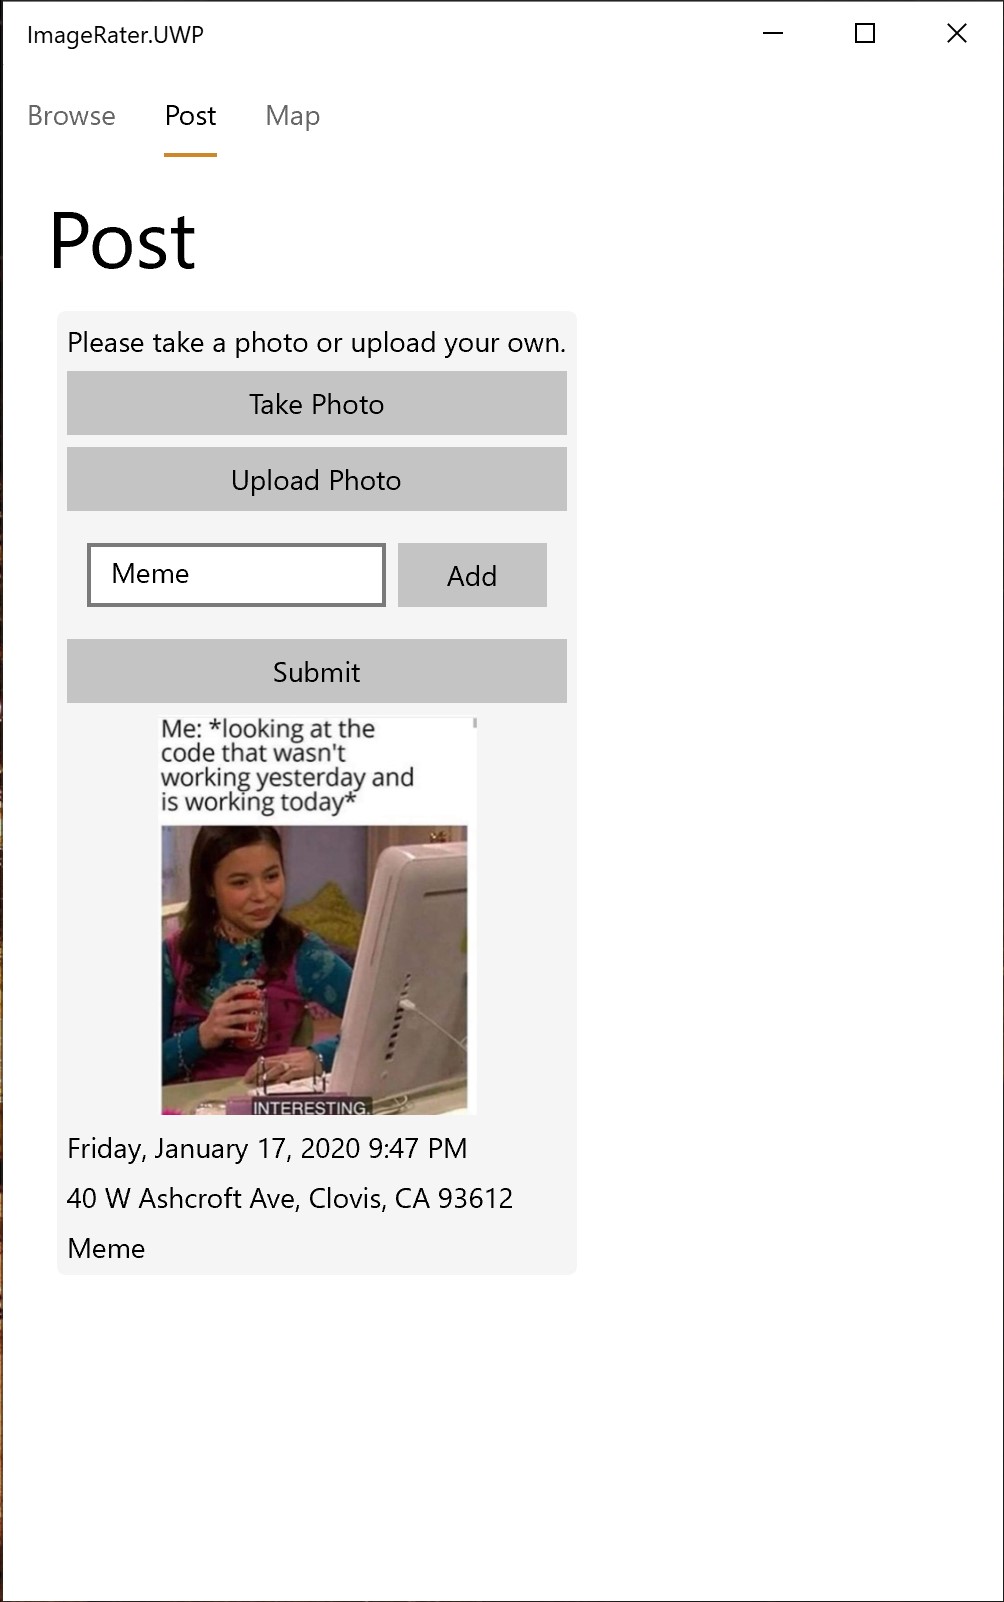 ImageRater.UWP
Browse Post Map
Post
Please take a photo or upload your own.
Take Photo
Upload Photo
Meme Add
Submit
Me: *looking at the
code that wasn't
working yesterday and
is working today*
INTERESTING.
Friday, January 17, 2020 9:47 PM
40 W Ashcroft Ave, Clovis, CA 93612
Meme